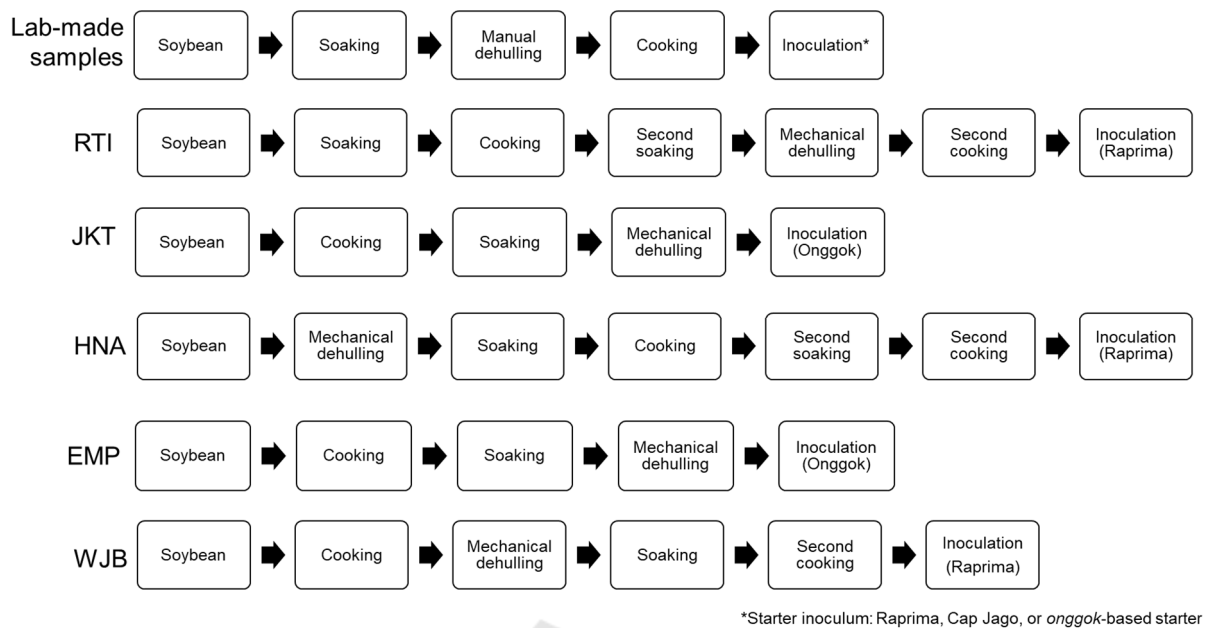 Lab-made
samples
Soybean
Soaking
Manual
dehulling
Cooking
Inoculation*
RTI
Soybean
Soaking
Cooking
Second
soaking
Mechanical
dehulling
Second
cooking
Inoculation
(Raprima)
JKT
Soybean
Cooking
Soaking
Mechanical
dehulling
Inoculation
(Onggok)
HNA
Soybean
Mechanical
dehulling
Soaking
Cooking
Second
soaking
Second
cooking
Inoculation
(Raprima)
EMP
Soybean
Cooking
Soaking
Mechanical
dehulling
Inoculation
(Onggok)
WJB
Soybean
Cooking
Mechanical
dehulling
Soaking
Second
cooking
Inoculation
(Raprima)
*Starter inoculum: Raprima, Cap Jago, or onggok-based starter